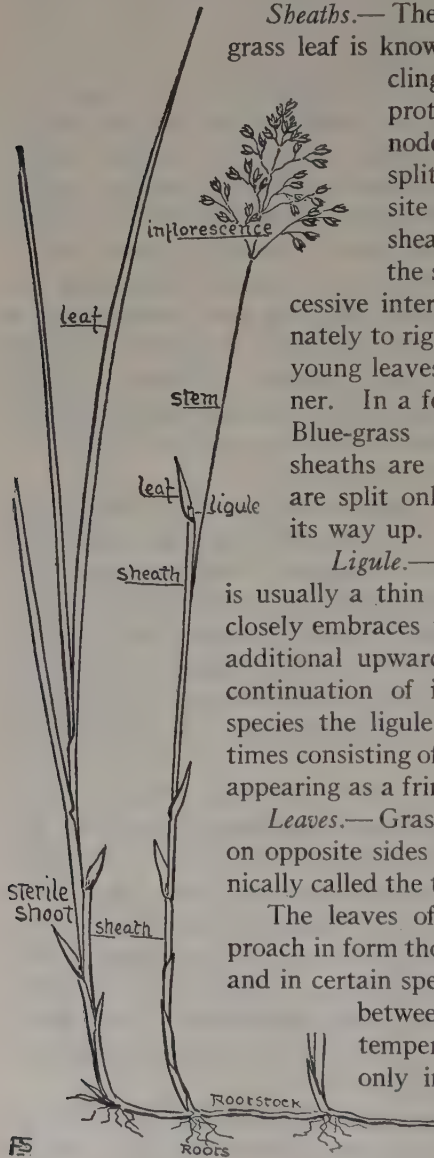 Sheaths.— The
grass leaf is know
cling
prot
node
split
site
shea
the s
cessive inter
nately to rig
young leaves
ner. In a fe
Blue-grass
sheaths are
are split onl
its way up.
Ligule.—
is usually a thin
closely embraces
additional upward
continuation of i
species the ligule
times consisting of
appearing as a frin
Leaves.— Gras
on opposite sides
nically called the t
The leaves of
proach in form tho
and in certain spe
betwee
temper
only in
inflorescence
leaf
stem
leaf
ligule
sheath
sterile
shoot
sheath
Rootstock
Roots
FS